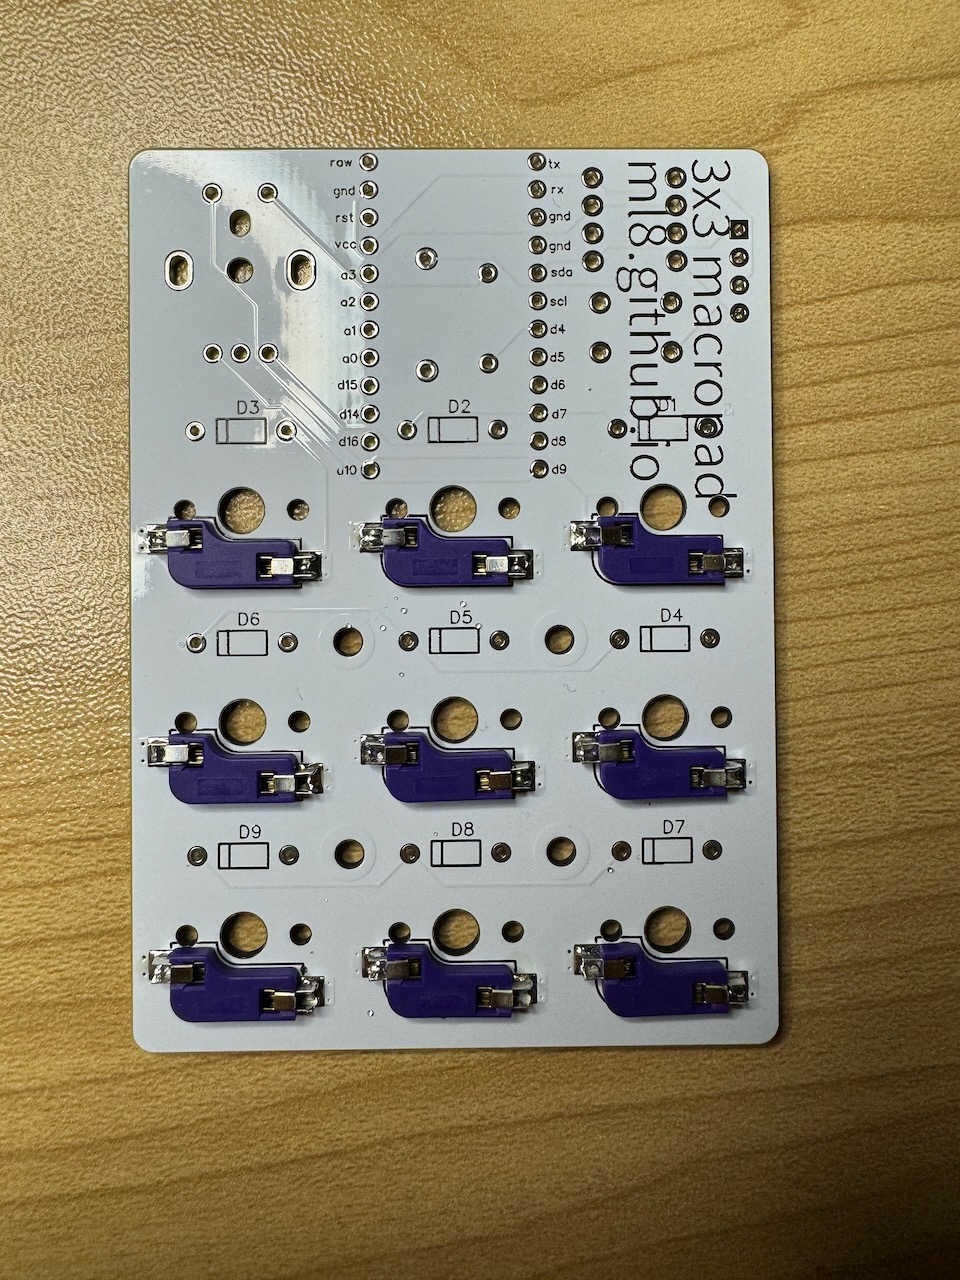 raw
gnd
rst
vcc
a3
a2
a1
a0
d15
d14
d16
d10
tx
rx
gnd
gnd
sda
scl
d4
d5
d6
d7
d8
d9
3x3 macropad
ml8.github.io
D3
D2
D6
D5
D4
D9
D8
D7